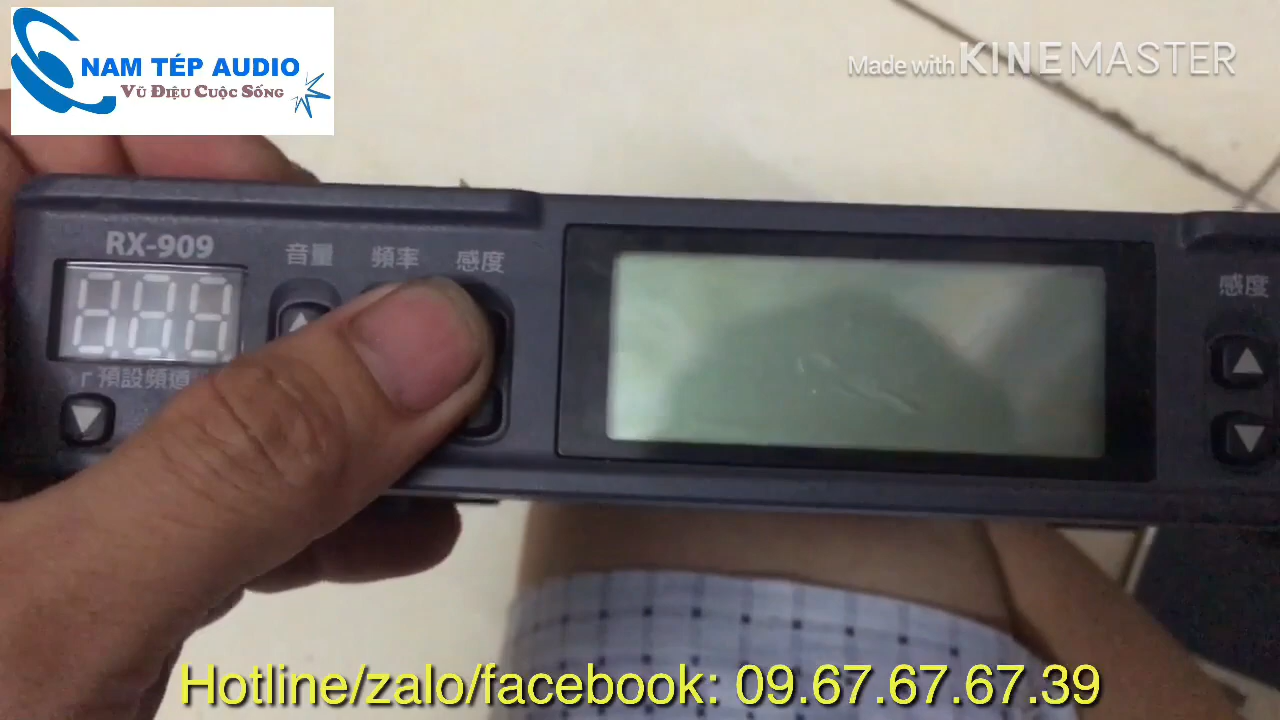 NAM TÉP AUDIO
VŨ ĐIỆU CUỘC SỐNG
Made with KINEMASTER
RX-909
音量 頻率 感度
感度
888
「預設頻道
Hotline/zalo/facebook: 09.67.67.67.39